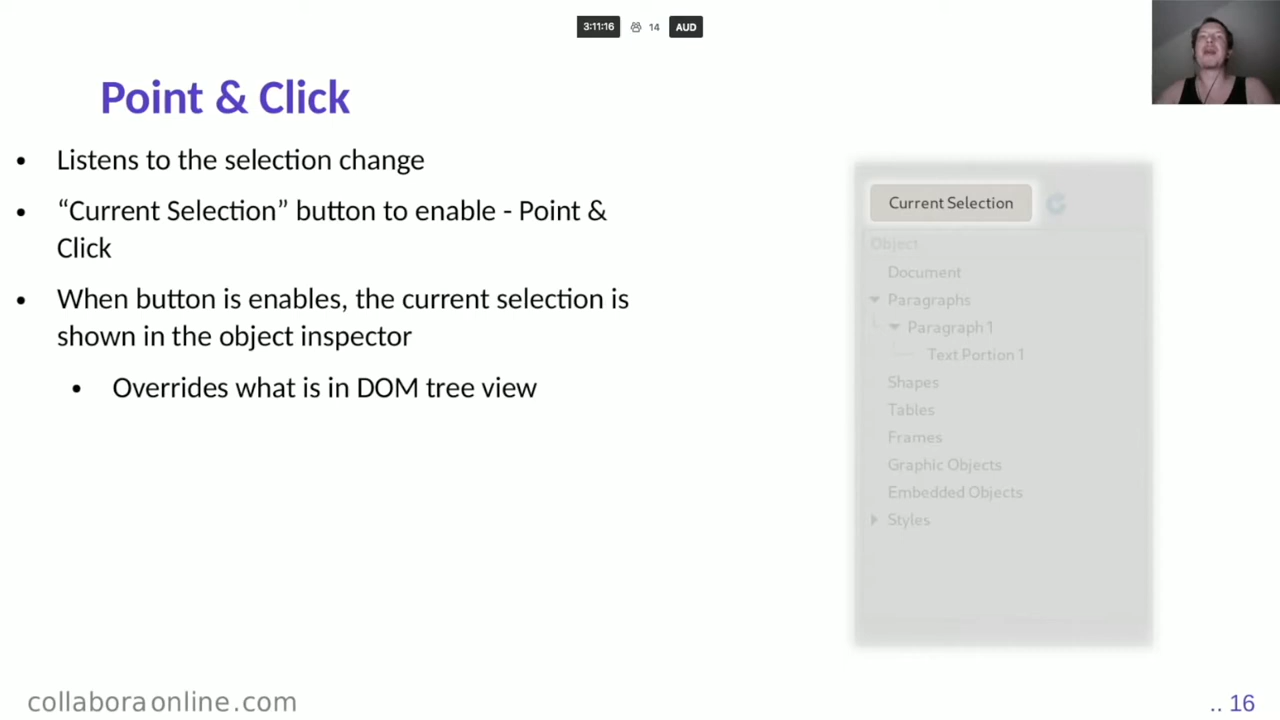 3:11:16 14 AUD
Point & Click
• Listens to the selection change
• “Current Selection” button to enable - Point &
Click
• When button is enables, the current selection is
shown in the object inspector
• Overrides what is in DOM tree view
Current Selection
Object
Document
Paragraphs
Paragraph 1
Text Portion 1
Shapes
Tables
Frames
Graphic Objects
Embedded Objects
Styles
collaboraonline.com
.. 16